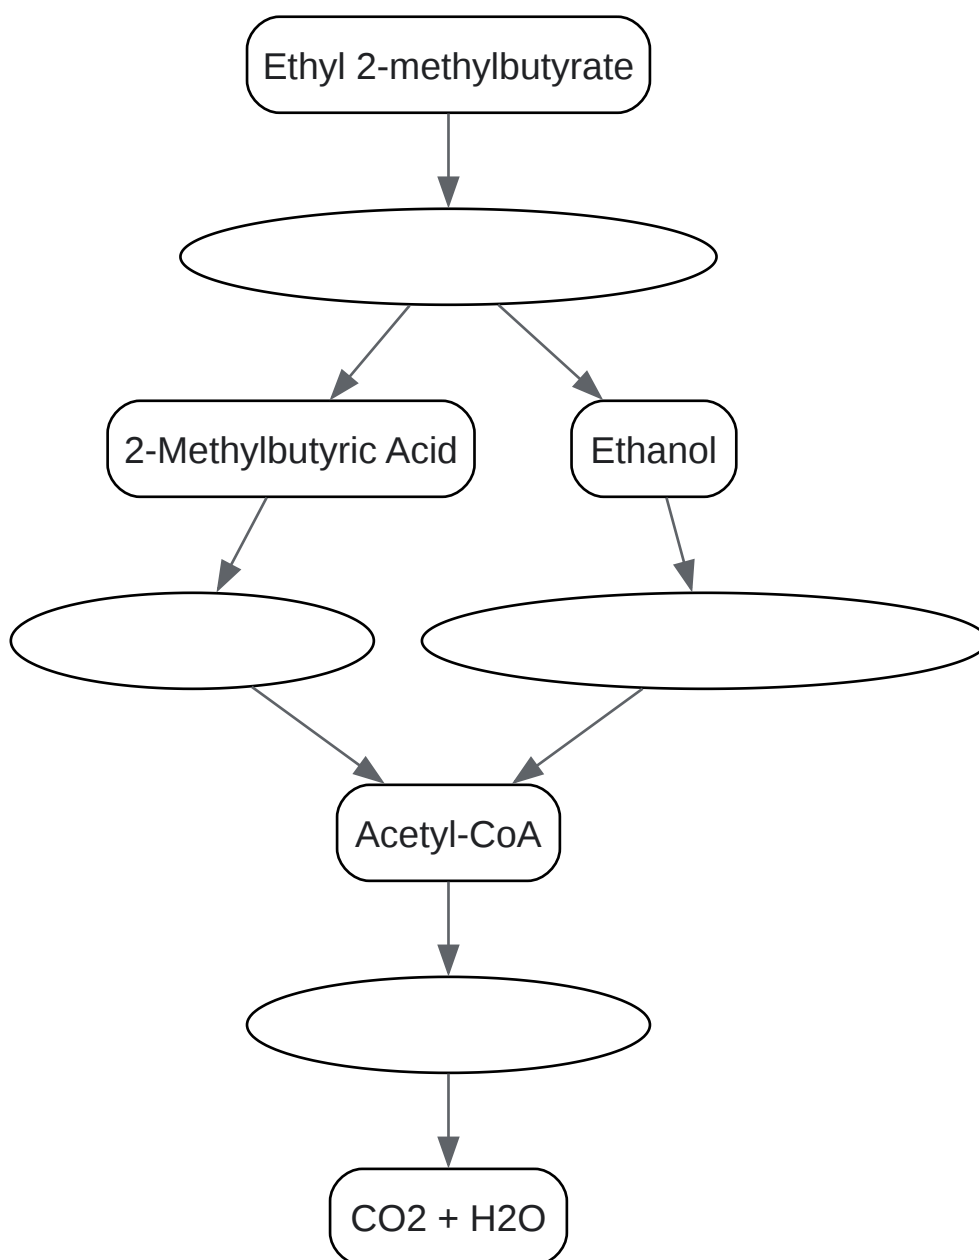 Ethyl 2-methylbutyrate
2-Methylbutyric Acid
Ethanol
Acetyl-CoA
CO2 + H2O